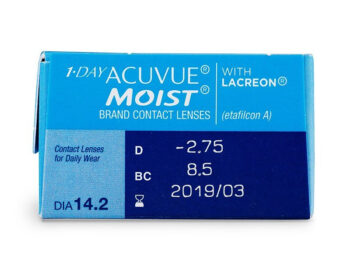 1·DAY ACUVUE® WITH
MOIST® LACREON®
BRAND CONTACT LENSES (etafilcon A)
Contact Lenses
for Daily Wear
DIA 14.2
D -2.75
BC 8.5
2019/03